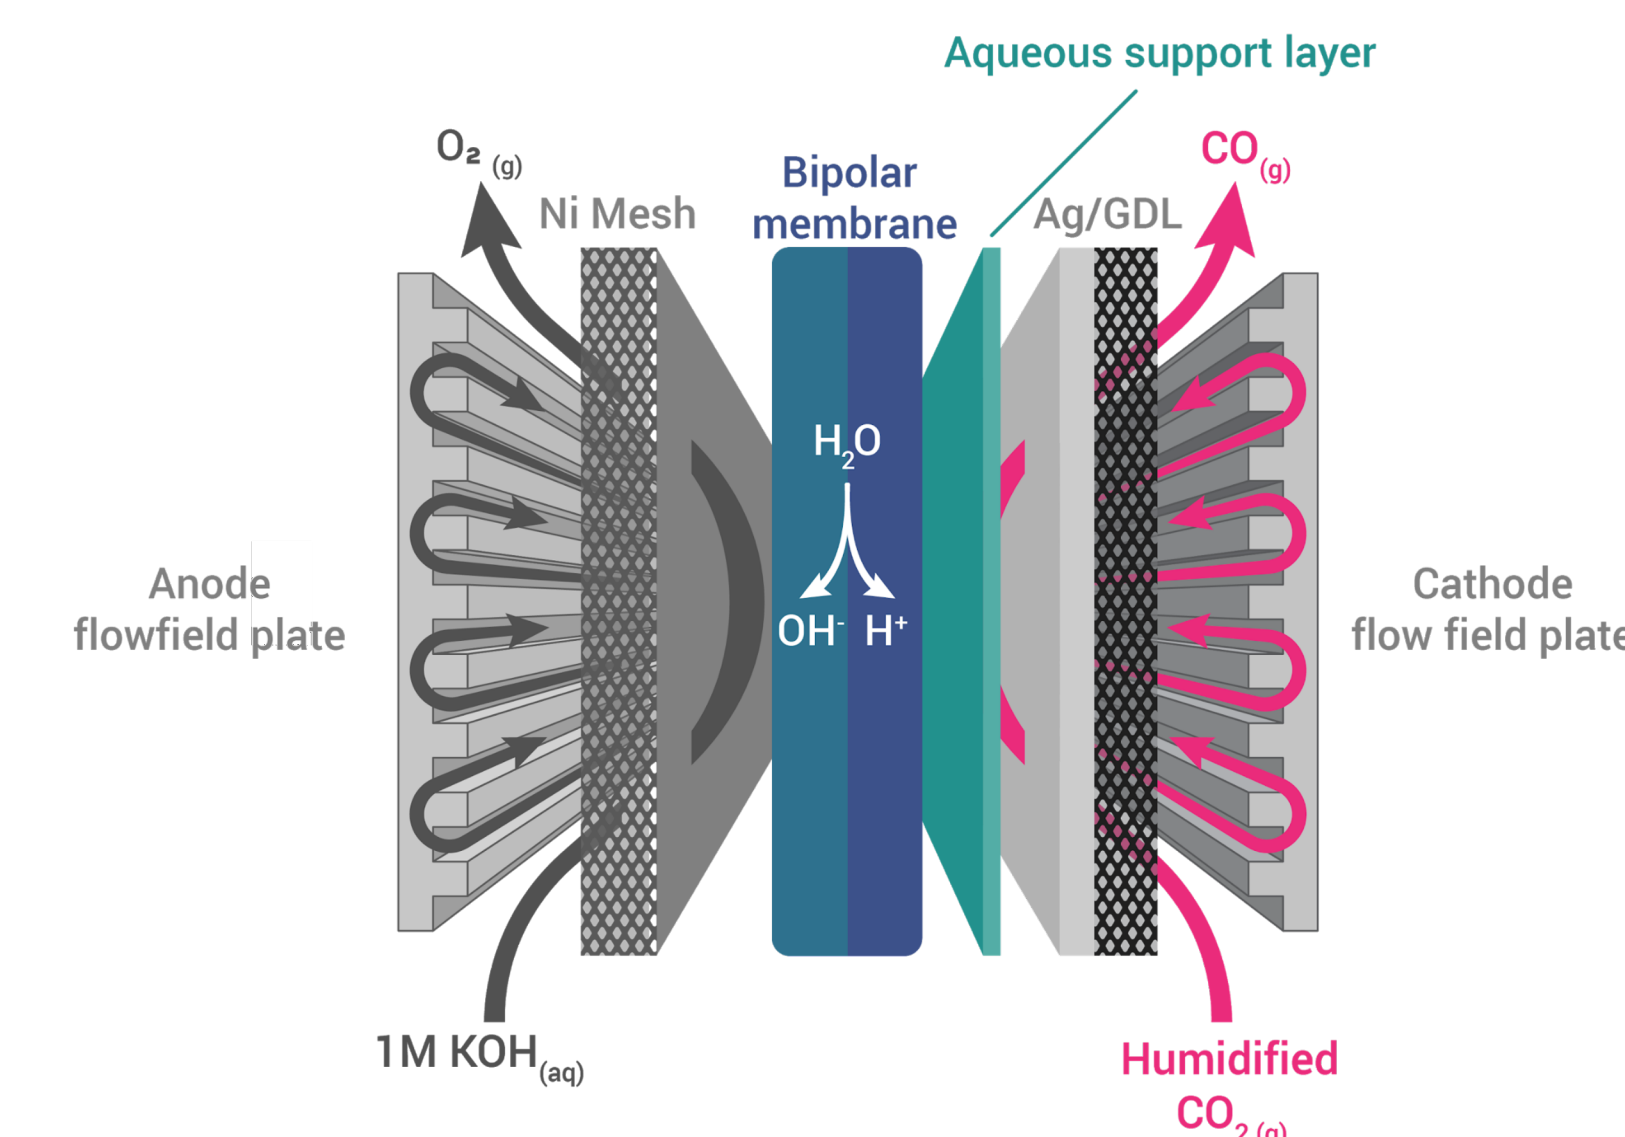 Aqueous support layer
O₂ (g)
CO(g)
Bipolar
membrane
Ni Mesh
Ag/GDL
H₂O
OH⁻ H⁺
Anode
flowfield plate
Cathode
flow field plate
1M KOH(aq)
Humidified
CO₂ (g)